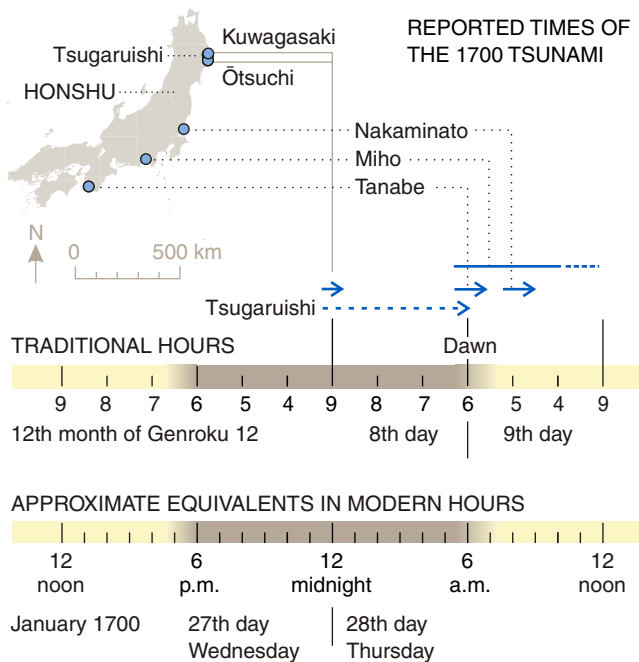 REPORTED TIMES OF
THE 1700 TSUNAMI
Kuwagasaki
Tsugaruishi
Ōtsuchi
HONSHU
Nakaminato
Miho
Tanabe
N
0 500 km
Tsugaruishi
TRADITIONAL HOURS Dawn
9 8 7 6 5 4 9 8 7 6 5 4 9
12th month of Genroku 12 8th day 9th day
APPROXIMATE EQUIVALENTS IN MODERN HOURS
12 6 12 6 12
noon p.m. midnight a.m. noon
January 1700 27th day 28th day
Wednesday Thursday